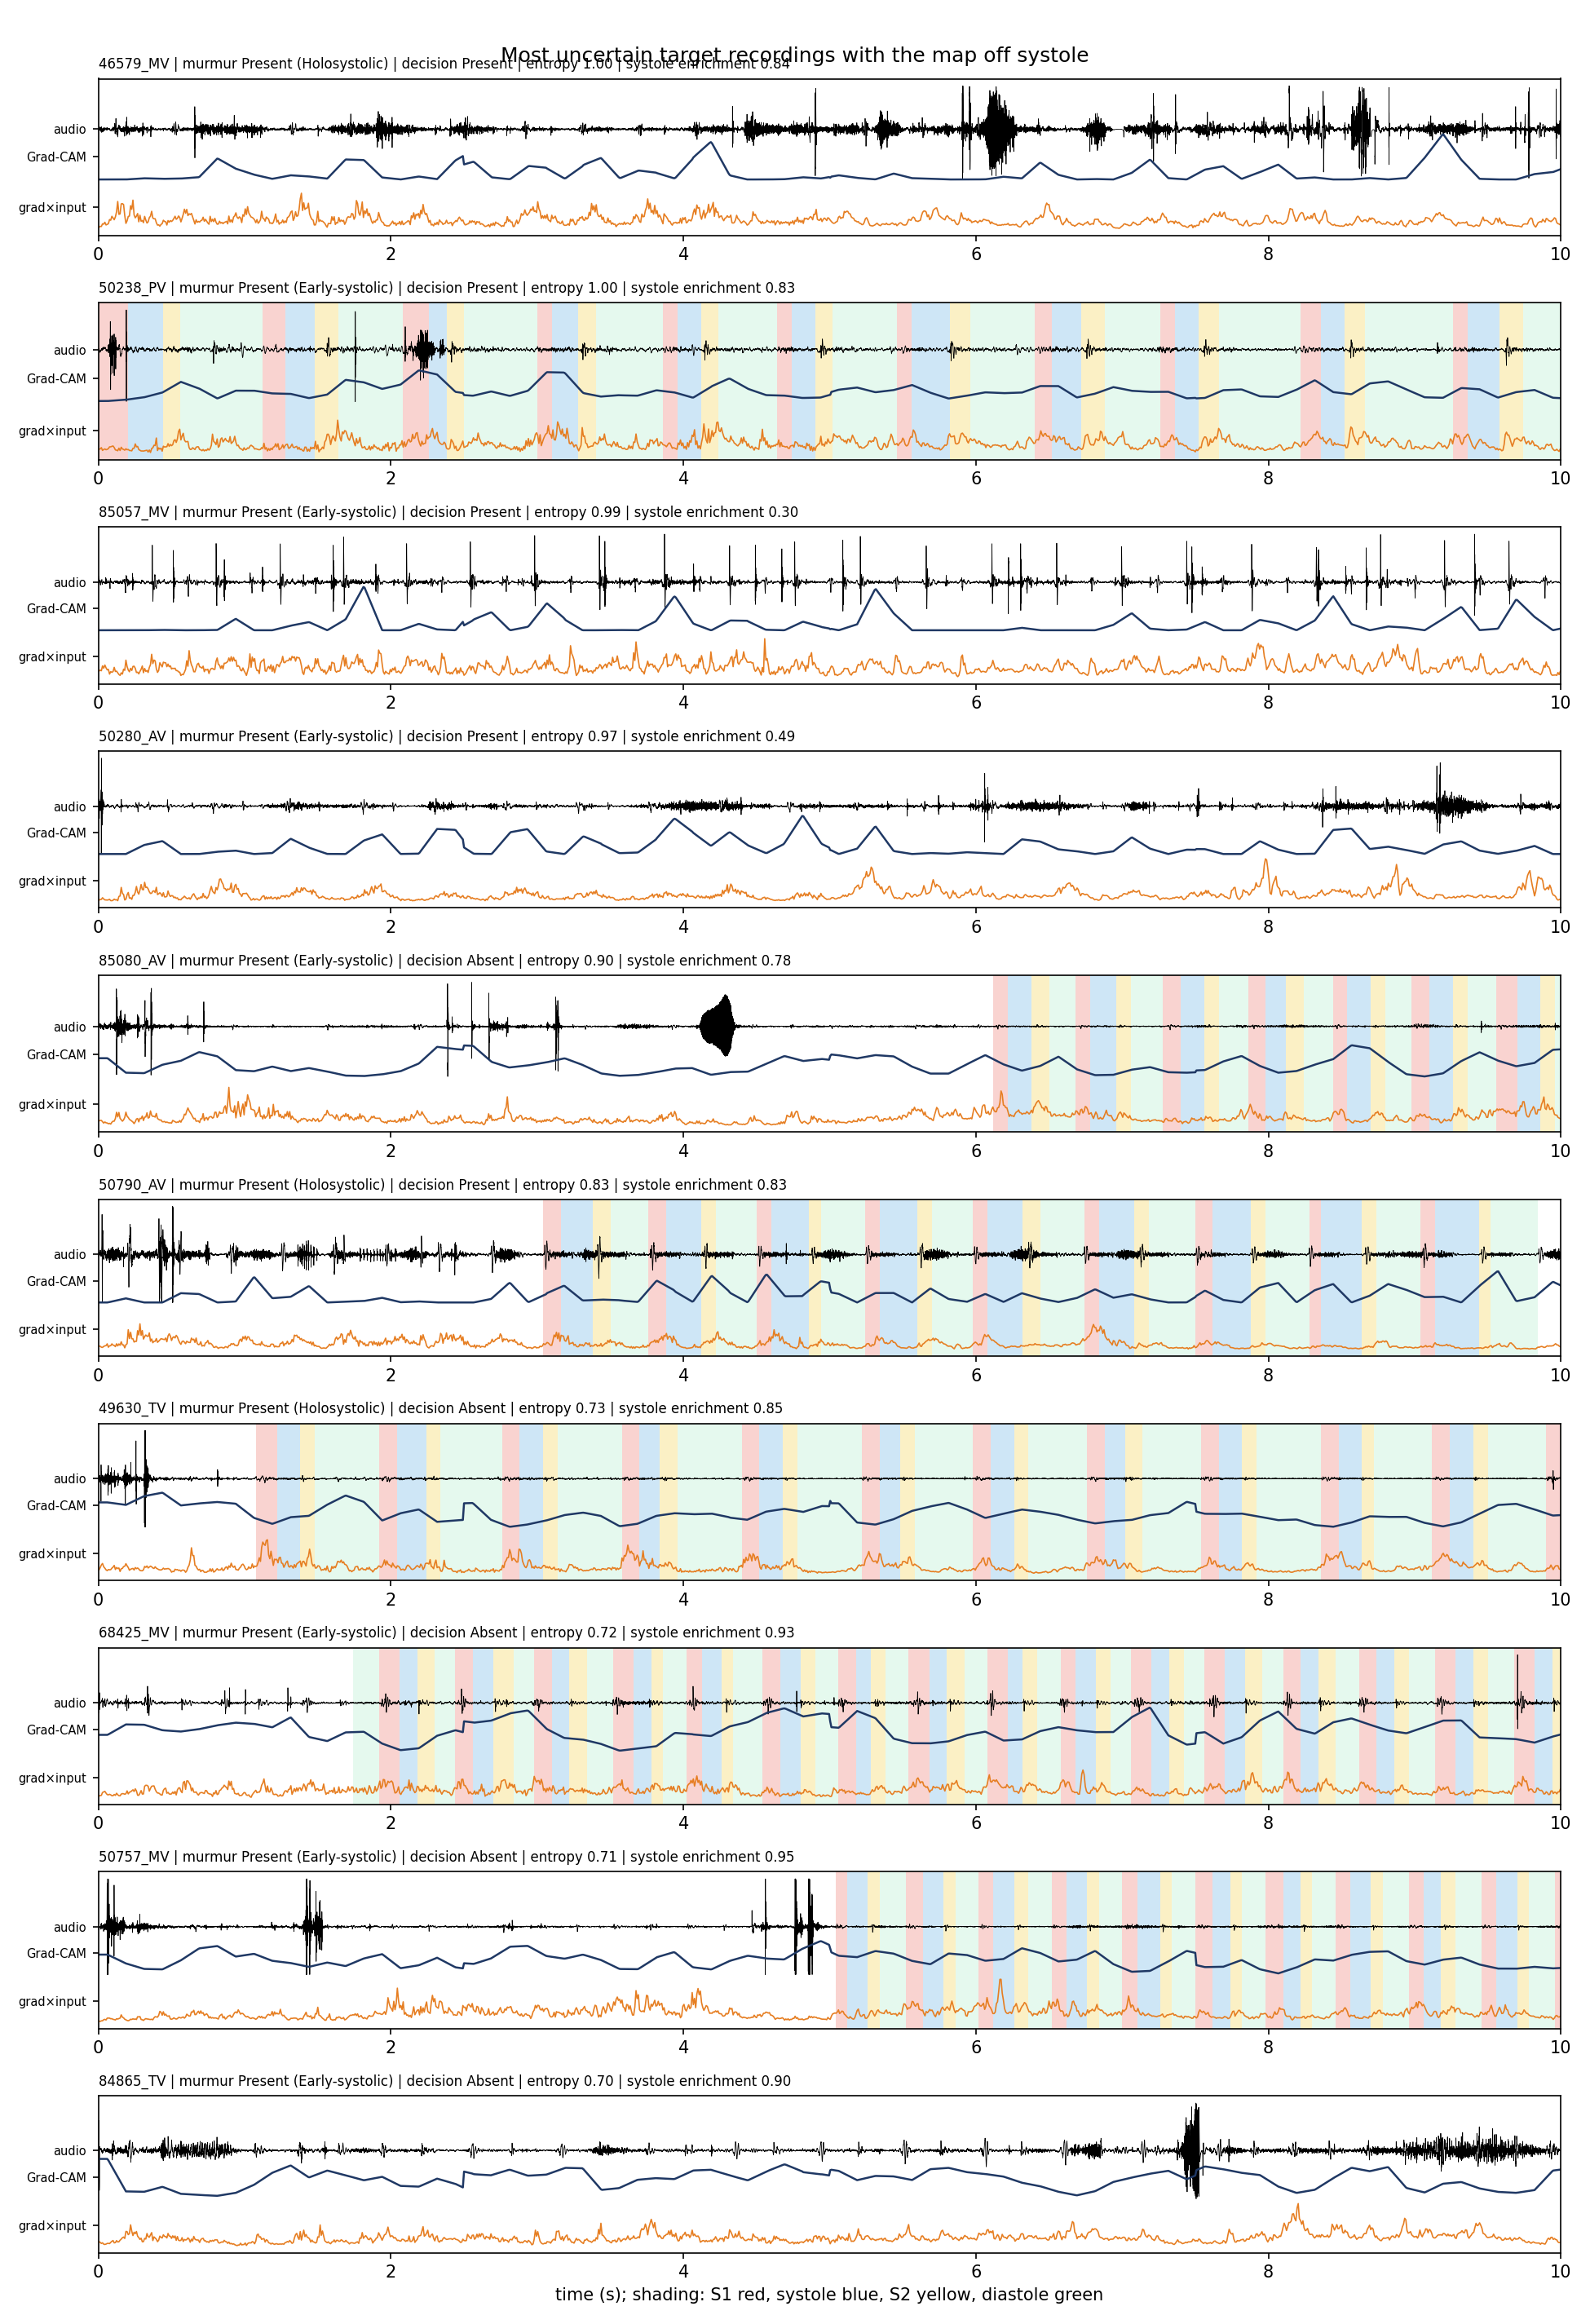 Most uncertain target recordings with the map off systole
46579_MV | murmur Present (Holosystolic) | decision Present | entropy 1.00 | systole enrichment 0.84
audio
Grad-CAM
grad×input
0 2 4 6 8 10
50238_PV | murmur Present (Early-systolic) | decision Present | entropy 1.00 | systole enrichment 0.83
audio
Grad-CAM
grad×input
0 2 4 6 8 10
85057_MV | murmur Present (Early-systolic) | decision Present | entropy 0.99 | systole enrichment 0.30
audio
Grad-CAM
grad×input
0 2 4 6 8 10
50280_AV | murmur Present (Early-systolic) | decision Present | entropy 0.97 | systole enrichment 0.49
audio
Grad-CAM
grad×input
0 2 4 6 8 10
85080_AV | murmur Present (Early-systolic) | decision Absent | entropy 0.90 | systole enrichment 0.78
audio
Grad-CAM
grad×input
0 2 4 6 8 10
50790_AV | murmur Present (Holosystolic) | decision Present | entropy 0.83 | systole enrichment 0.83
audio
Grad-CAM
grad×input
0 2 4 6 8 10
49630_TV | murmur Present (Holosystolic) | decision Absent | entropy 0.73 | systole enrichment 0.85
audio
Grad-CAM
grad×input
0 2 4 6 8 10
68425_MV | murmur Present (Early-systolic) | decision Absent | entropy 0.72 | systole enrichment 0.93
audio
Grad-CAM
grad×input
0 2 4 6 8 10
50757_MV | murmur Present (Early-systolic) | decision Absent | entropy 0.71 | systole enrichment 0.95
audio
Grad-CAM
grad×input
0 2 4 6 8 10
84865_TV | murmur Present (Early-systolic) | decision Absent | entropy 0.70 | systole enrichment 0.90
audio
Grad-CAM
grad×input
0 2 4 6 8 10
time (s); shading: S1 red, systole blue, S2 yellow, diastole green